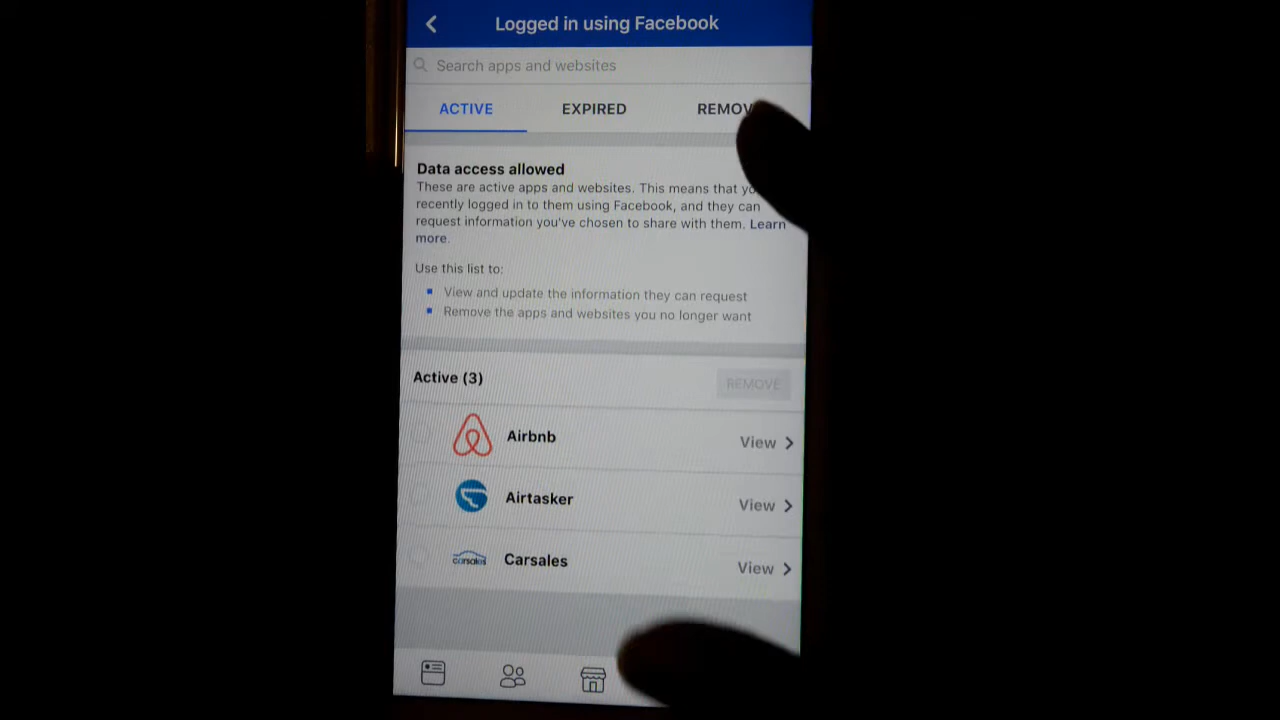 Logged in using Facebook
Search apps and websites
ACTIVE EXPIRED
Data access allowed
These are active apps and websites. This means that
recently logged in to them using Facebook, and they can
request information you've chosen to share with them. Learn
more.
Use this list to:
View and update the information they can request
Remove the apps and websites you no longer want
Active (3) REMOVE
Airbnb View
Airtasker View
carsales Carsales View